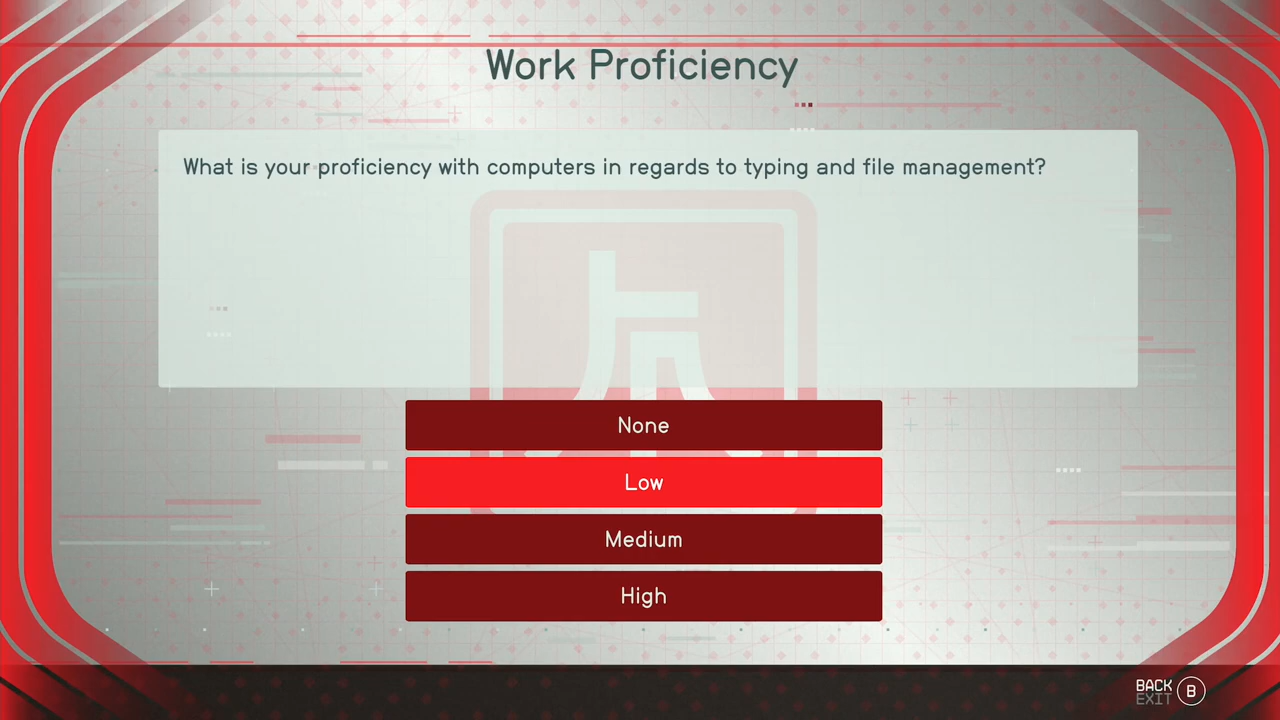 Work Proficiency
What is your proficiency with computers in regards to typing and file management?
None
Low
Medium
High
BACK
EXIT
B